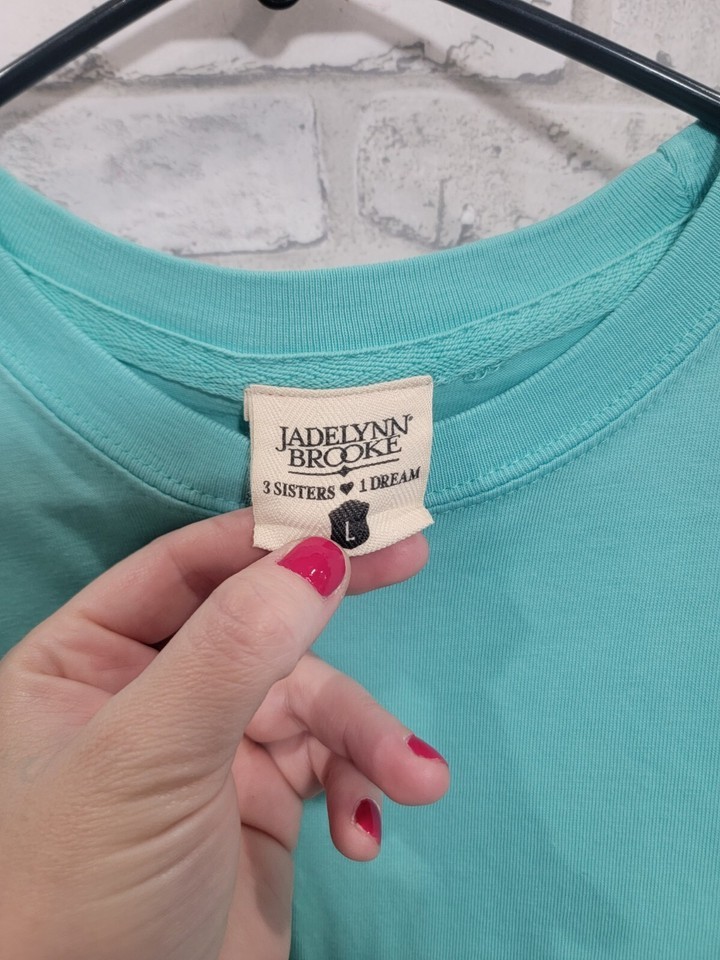 JADELYNN®
BROOKE
3 SISTERS ♥ 1 DREAM
L